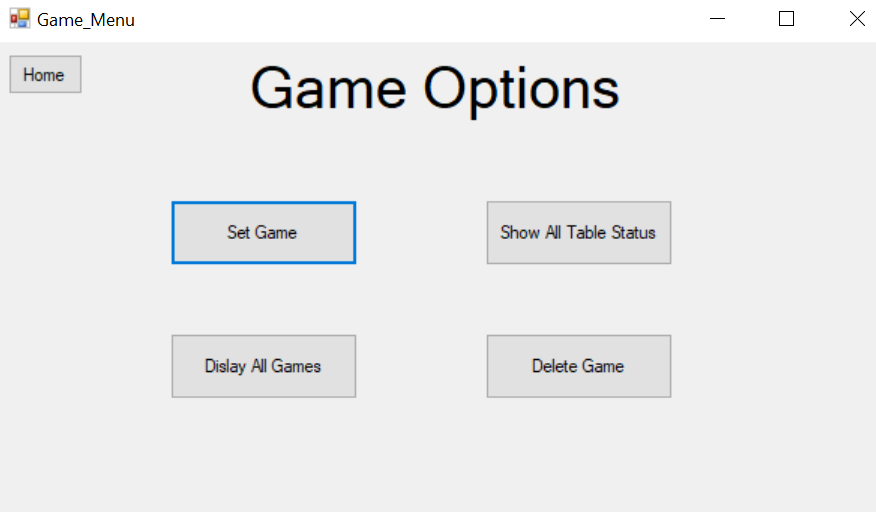 Game_Menu
Home
Game Options
Set Game
Show All Table Status
Dislay All Games
Delete Game